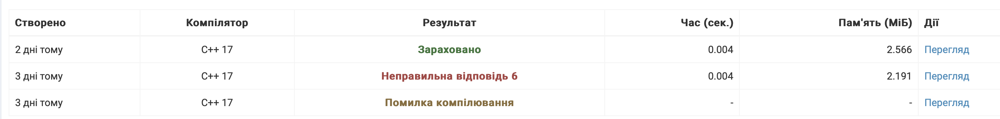 Створено Компілятор Результат Час (сек.) Пам'ять (МіБ) Дії
2 дні тому C++ 17 Зараховано 0.004 2.566 Перегляд
3 дні тому C++ 17 Неправильна відповідь 6 0.004 2.191 Перегляд
3 дні тому C++ 17 Помилка компілювання - - Перегляд